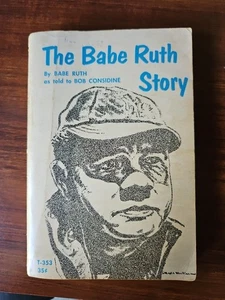 The Babe Ruth
By BABE RUTH
as told to BOB CONSIDINE
Story
T-353
35¢